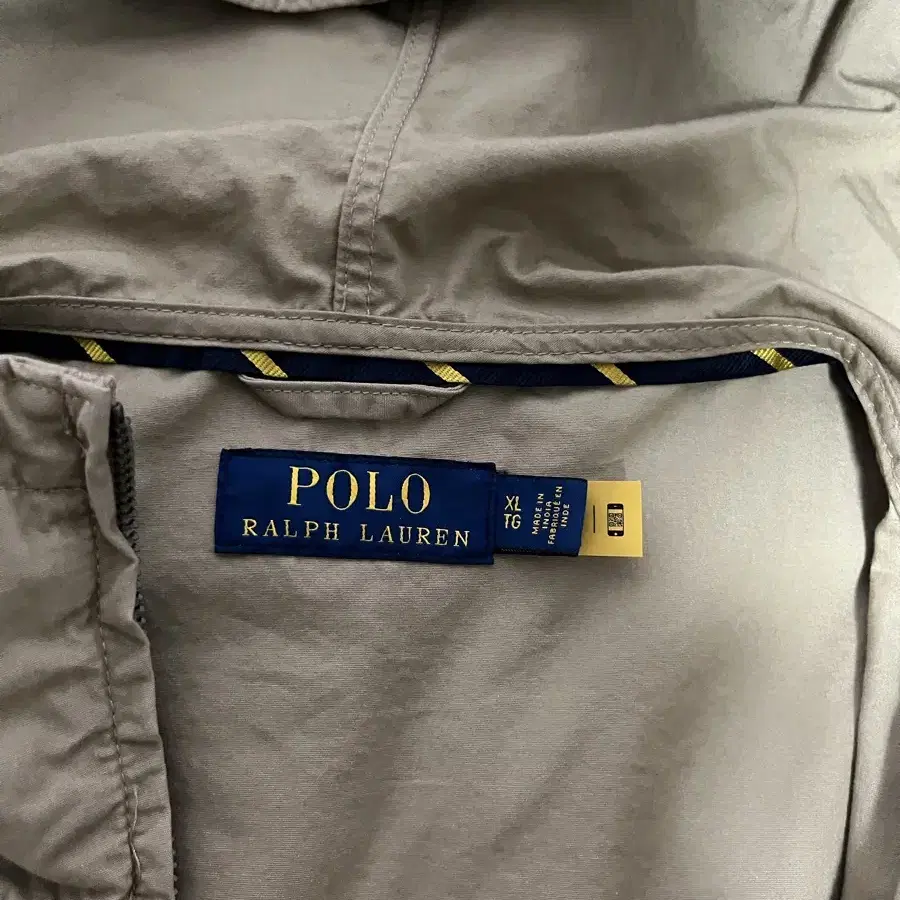 POLO
RALPH LAUREN
XL
TG
MADE IN
INDIA
FABRIQUÉ EN
INDE